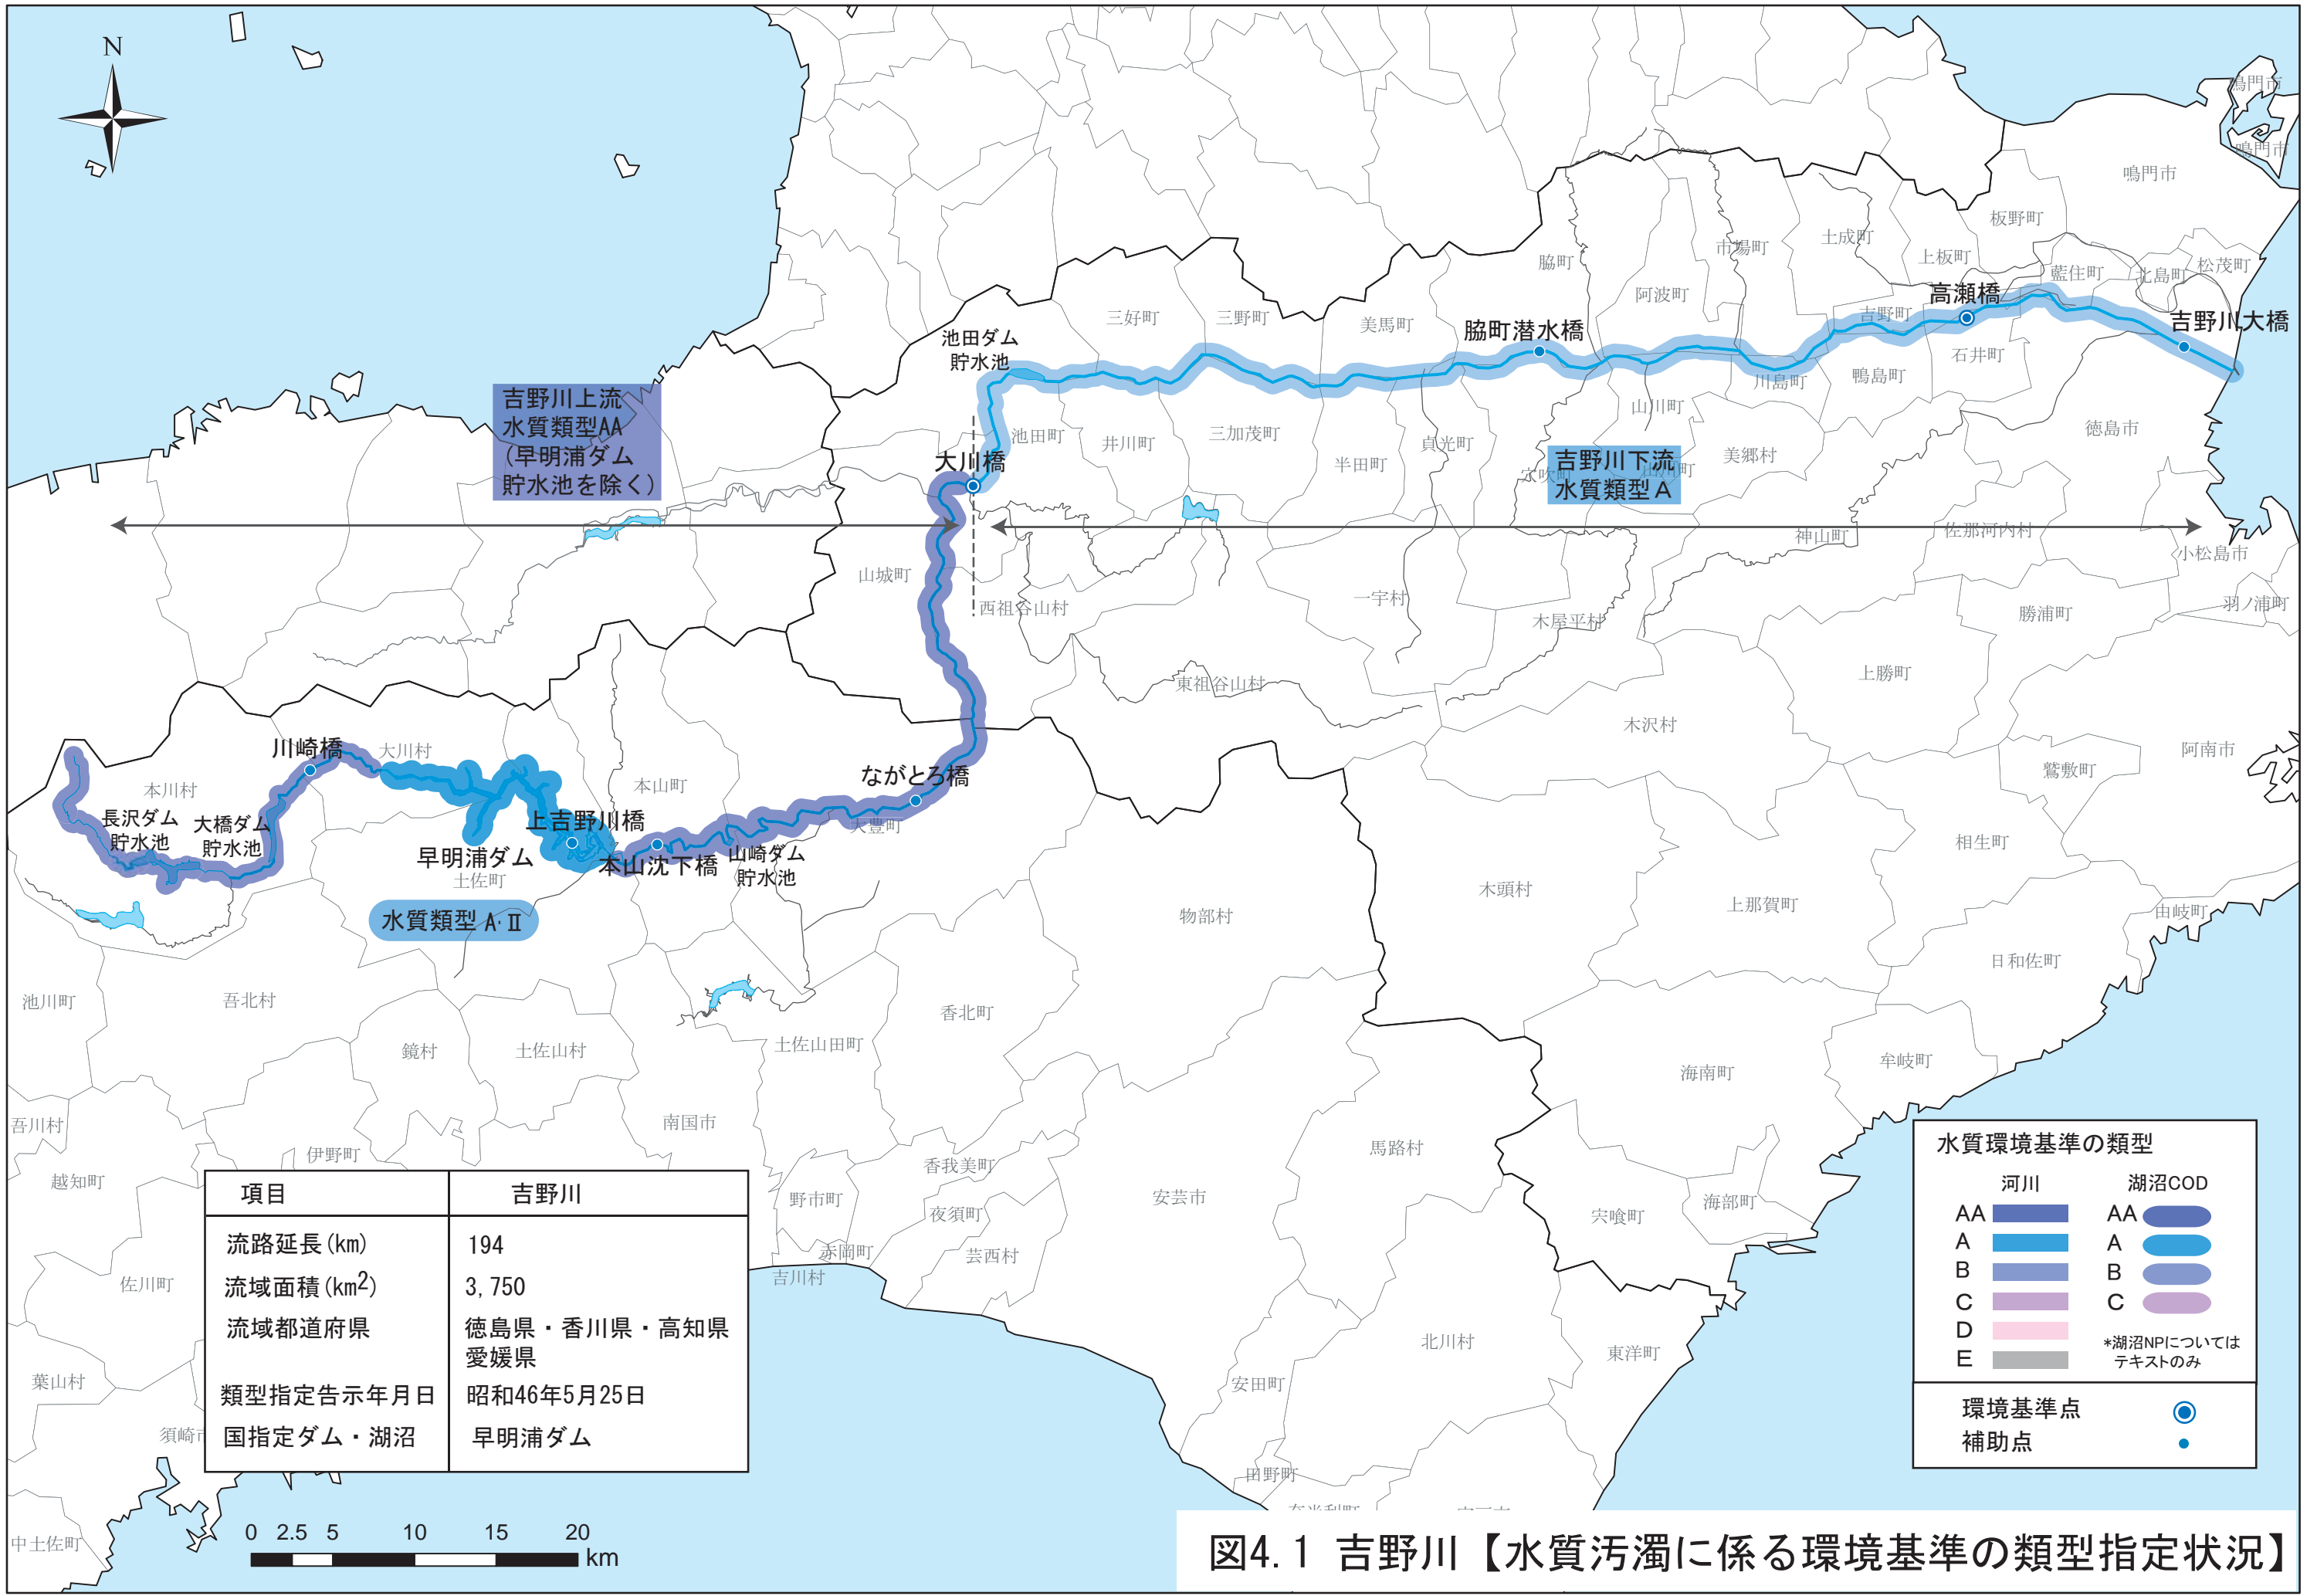 N
鳴門市
鳴門市
鳴門市
板野町
市場町
土成町
上板町
脇町
藍住町
北島町
松茂町
阿波町
高瀬橋
吉野町
三好町
三野町
美馬町
脇町潜水橋
吉野川大橋
池田ダム
貯水池
石井町
川島町
鴨島町
吉野川上流
水質類型AA
(早明浦ダム
貯水池を除く)
山川町
池田町
井川町
三加茂町
貞光町
徳島市
大川橋
半田町
美郷村
穴吹町
吉野川下流
水質類型A
神山町
佐那河内村
小松島市
山城町
西祖谷山村
一宇村
木屋平村
勝浦町
羽ノ浦町
東祖谷山村
上勝町
木沢村
川崎橋
大川村
阿南市
鷲敷町
本川村
本山町
ながとろ橋
長沢ダム
貯水池
大橋ダム
貯水池
上吉野川橋
大豊町
早明浦ダム
本山沈下橋
山崎ダム
貯水池
土佐町
相生町
木頭村
上那賀町
水質類型 A・Ⅱ
物部村
由岐町
日和佐町
池川町
吾北村
香北町
鏡村
土佐山村
土佐山田町
海南町
牟岐町
吾川村
南国市
伊野町
馬路村
越知町
香我美町
野市町
安芸市
夜須町
宍喰町
海部町
赤岡町
芸西村
吉川村
佐川町
北川村
東洋町
葉山村
安田町
須崎市
田野町
中土佐町
項目 吉野川
流路延長(km) 194
流域面積(km2) 3,750
流域都道府県 徳島県・香川県・高知県
愛媛県
類型指定告示年月日 昭和46年5月25日
国指定ダム・湖沼 早明浦ダム
水質環境基準の類型
河川 湖沼COD
AA AA
A A
B B
C C
D
E
*湖沼NPについては
テキストのみ
環境基準点
補助点
0 2.5 5 10 15 20
km
図4.1 吉野川【水質汚濁に係る環境基準の類型指定状況】